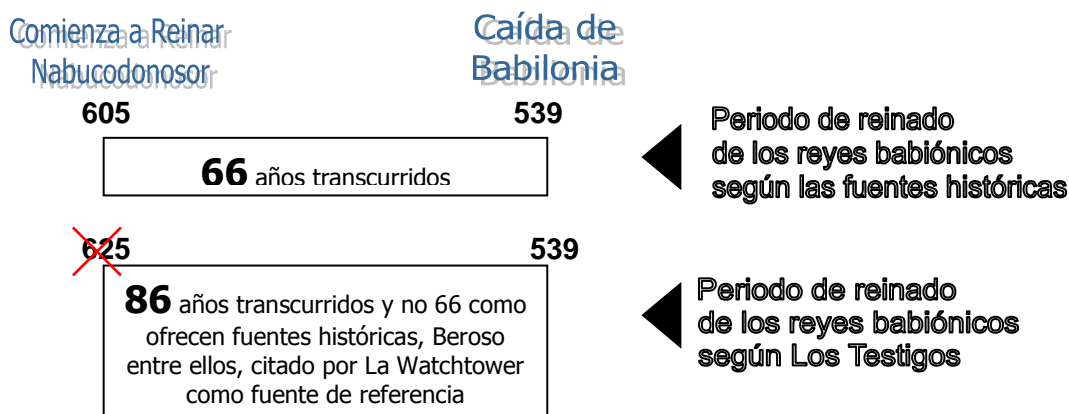 Comienza a Reinar
Nabucodonosor
Caída de
Babilonia
605
539
66 años transcurridos
Periodo de reinado
de los reyes babiónicos
según las fuentes históricas
625
539
86 años transcurridos y no 66 como
ofrecen fuentes históricas, Beroso
entre ellos, citado por La Watchtower
como fuente de referencia
Periodo de reinado
de los reyes babiónicos
según Los Testigos